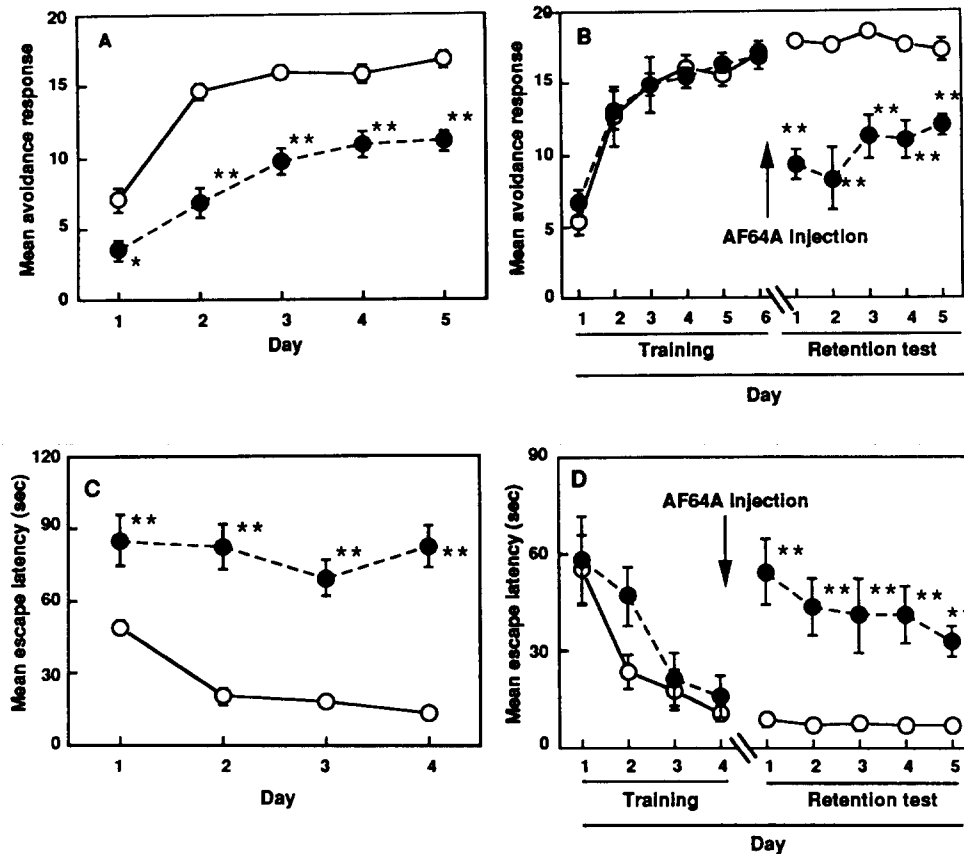 A
Mean avoidance response
20
15
10
5
0
*
**
**
**
**
1 2 3 4 5
Day
B
Mean avoidance response
20
15
10
5
0
AF64A Injection
**
**
**
**
**
1 2 3 4 5 6 1 2 3 4 5
Training Retention test
Day
C
Mean escape latency (sec)
120
90
60
30
0
**
**
**
**
1 2 3 4
Day
D
Mean escape latency (sec)
90
60
30
0
AF64A Injection
**
**
**
**
**
1 2 3 4 1 2 3 4 5
Training Retention test
Day